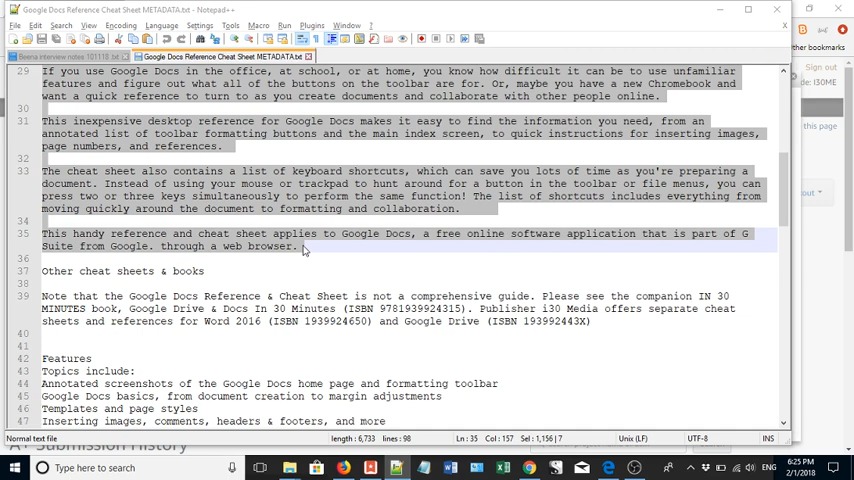 Google Docs Reference Cheat Sheet METADATA.txt - Notepad++
File Edit Search View Encoding Language Settings Tools Macro Run Plugins Window ?
Beena interview notes 101118.txt Google Docs Reference Cheat Sheet METADATA.txt
29 If you use Google Docs in the office, at school, or at home, you know how difficult it can be to use unfamiliar
features and figure out what all of the buttons on the toolbar are for. Or, maybe you have a new Chromebook and
want a quick reference to turn to as you create documents and collaborate with other people online.
30
31 This inexpensive desktop reference for Google Docs makes it easy to find the information you need, from an
annotated list of toolbar formatting buttons and the main index screen, to quick instructions for inserting images,
page numbers, and references.
32
33 The cheat sheet also contains a list of keyboard shortcuts, which can save you lots of time as you're preparing a
document. Instead of using your mouse or trackpad to hunt around for a button in the toolbar or file menus, you can
press two or three keys simultaneously to perform the same function! The list of shortcuts includes everything from
moving quickly around the document to formatting and collaboration.
34
35 This handy reference and cheat sheet applies to Google Docs, a free online software application that is part of G
Suite from Google. through a web browser.
36
37 Other cheat sheets & books
38
39 Note that the Google Docs Reference & Cheat Sheet is not a comprehensive guide. Please see the companion IN 30
MINUTES book, Google Drive & Docs In 30 Minutes (ISBN 9781939924315). Publisher i30 Media offers separate cheat
sheets and references for Word 2016 (ISBN 1939924650) and Google Drive (ISBN 193992443X)
40
41
42 Features
43 Topics include:
44 Annotated screenshots of the Google Docs home page and formatting toolbar
45 Google Docs basics, from document creation to margin adjustments
46 Templates and page styles
47 Inserting images, comments, headers & footers, and more
Normal text file length : 6,733 lines : 98 Ln : 35 Col : 157 Sel : 1,156 | 7 Unix (LF) UTF-8 INS
other bookmarks
Sign out
ID: I30ME
this page
out
A+ Submission History
Type here to search
ENG
6:25 PM
2/1/2018